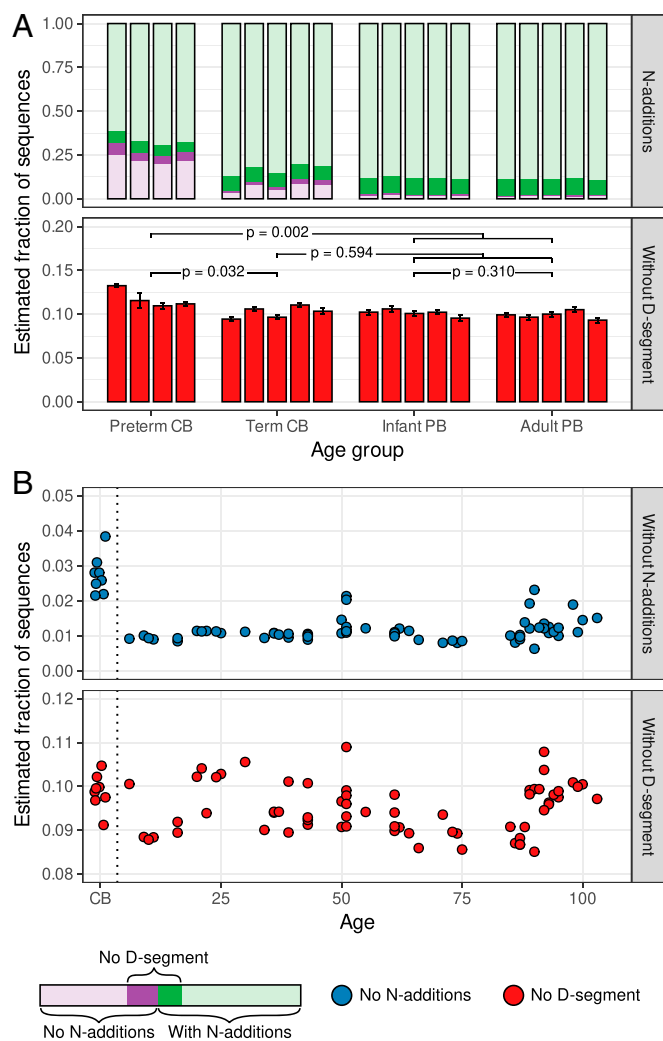 A
1.00
0.75
0.50
0.25
0.00
N-additions
Estimated fraction of sequences
0.20
0.15
0.10
0.05
0.00
p = 0.002
p = 0.594
p = 0.032
p = 0.310
Without D-segment
Preterm CB
Term CB
Infant PB
Adult PB
Age group
B
0.05
0.04
0.03
0.02
0.01
0.00
Without N-additions
Estimated fraction of sequences
0.12
0.11
0.10
0.09
0.08
Without D-segment
CB
25
50
75
100
Age
No D-segment
No N-additions
With N-additions
No N-additions
No D-segment